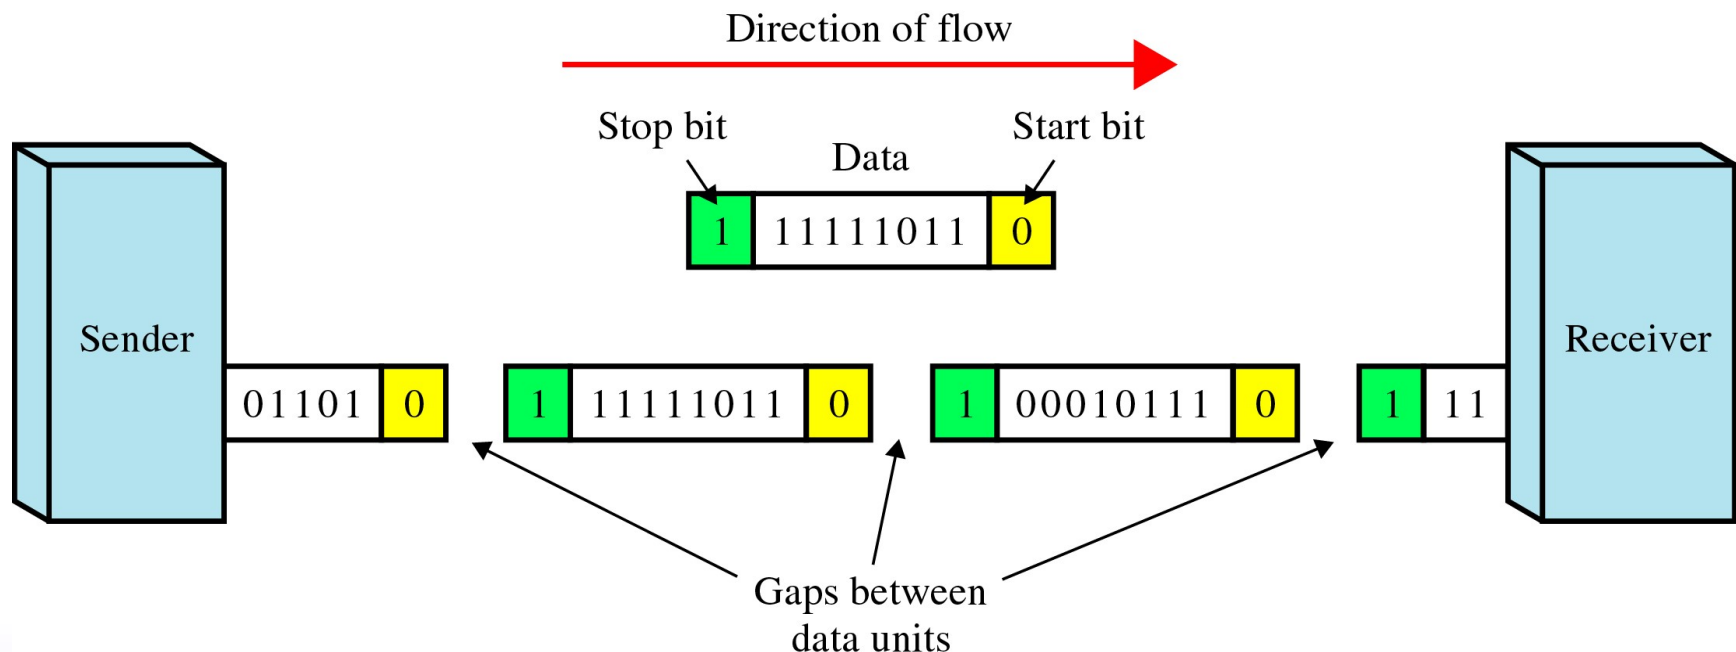 Direction of flow
Stop bit
Start bit
Data
1 11111011 0
Sender
Receiver
01101 0
1 11111011 0
1 00010111 0
1 11
Gaps between
data units